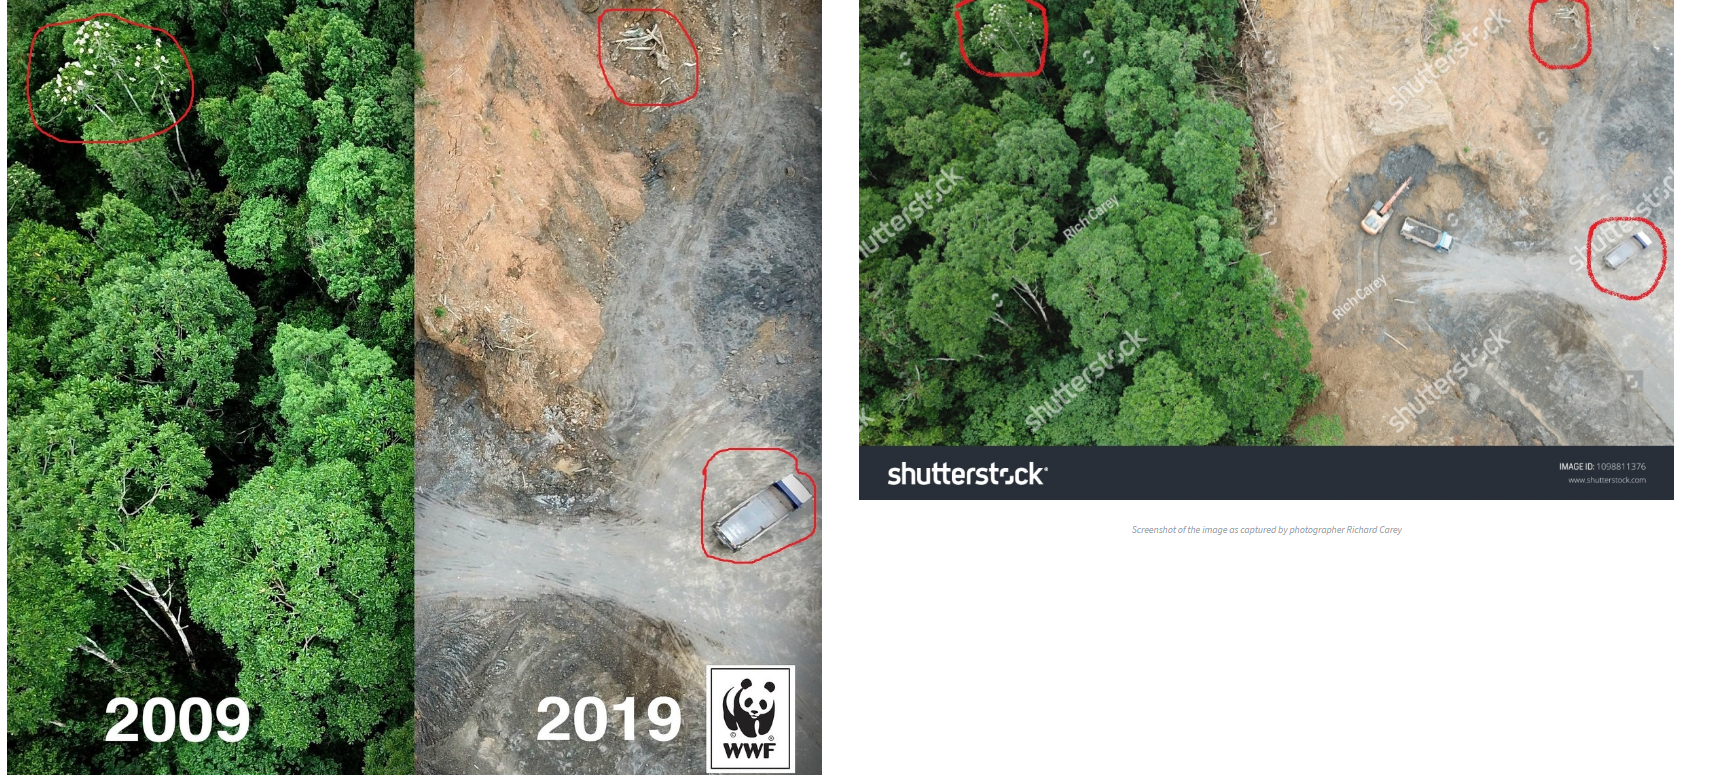 2009
2019
WWF
shutterstock
shutterstock
shutterstock
Rich Carey
shutterstock
Rich Carey
shutterstock
shutterstock
shutterstock
IMAGE ID: 1098811376
www.shutterstock.com
Screenshot of the image as captured by photographer Richard Carey